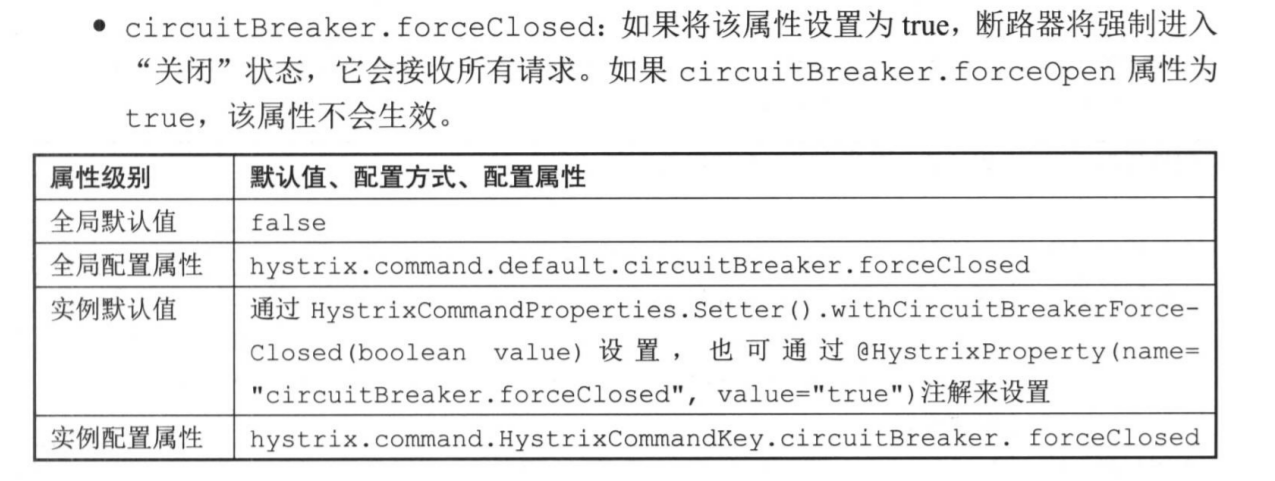 • circuitBreaker.forceClosed：如果将该属性设置为 true，断路器将强制进入
“关闭”状态，它会接收所有请求。如果 circuitBreaker.forceOpen 属性为
true，该属性不会生效。
属性级别 默认值、配置方式、配置属性
全局默认值 false
全局配置属性 hystrix.command.default.circuitBreaker.forceClosed
实例默认值 通过 HystrixCommandProperties.Setter().withCircuitBreakerForce-
Closed(boolean value) 设置，也可通过 @HystrixProperty(name=
"circuitBreaker.forceClosed", value="true")注解来设置
实例配置属性 hystrix.command.HystrixCommandKey.circuitBreaker. forceClosed